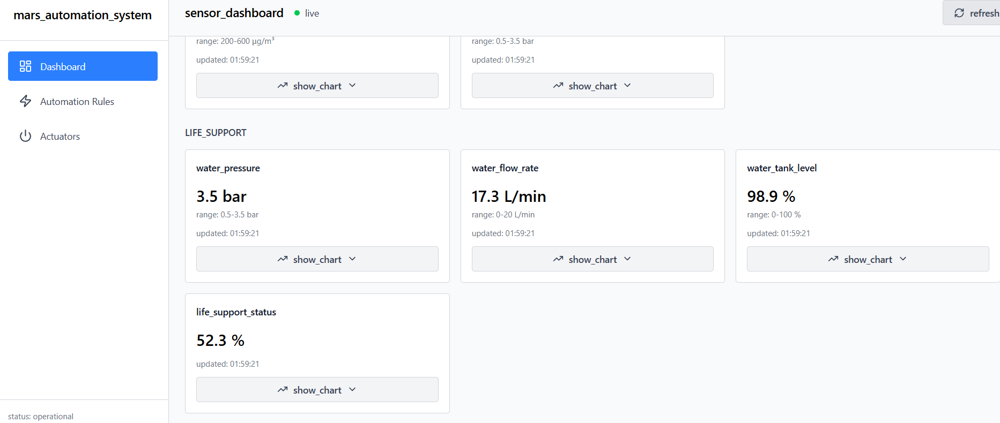 mars_automation_system
Dashboard
Automation Rules
Actuators
status: operational
sensor_dashboard
live
refresh
range: 200-600 µg/m³
updated: 01:59:21
show_chart
range: 0.5-3.5 bar
updated: 01:59:21
show_chart
LIFE_SUPPORT
water_pressure
3.5 bar
range: 0.5-3.5 bar
updated: 01:59:21
show_chart
water_flow_rate
17.3 L/min
range: 0-20 L/min
updated: 01:59:21
show_chart
water_tank_level
98.9 %
range: 0-100 %
updated: 01:59:21
show_chart
life_support_status
52.3 %
updated: 01:59:21
show_chart